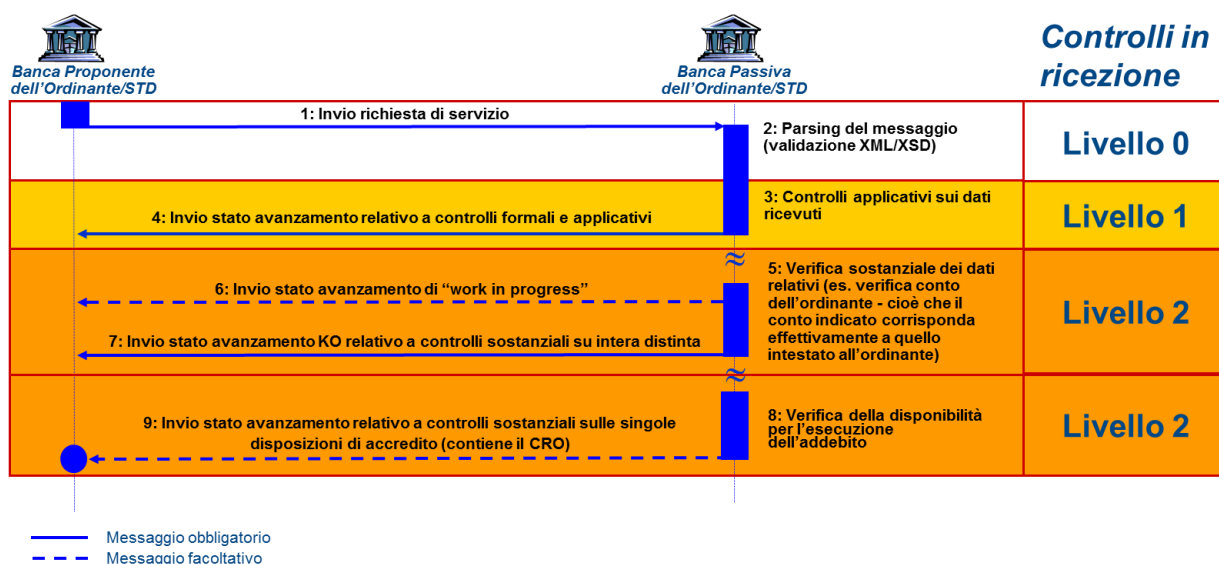 Controlli in
ricezione
Banca Proponente
dell'Ordinante/STD
Banca Passiva
dell'Ordinante/STD
1: Invio richiesta di servizio
2: Parsing del messaggio
(validazione XML/XSD)
Livello 0
3: Controlli applicativi sui dati
ricevuti
4: Invio stato avanzamento relativo a controlli formali e applicativi
Livello 1
5: Verifica sostanziale dei dati
relativi (es. verifica conto
dell'ordinante - cioè che il
conto indicato corrisponda
effettivamente a quello
intestato all'ordinante)
6: Invio stato avanzamento di “work in progress”
7: Invio stato avanzamento KO relativo a controlli sostanziali su intera distinta
Livello 2
8: Verifica della disponibilità
per l'esecuzione
dell'addebito
9: Invio stato avanzamento relativo a controlli sostanziali sulle singole
disposizioni di accredito (contiene il CRO)
Livello 2
Messaggio obbligatorio
Messaggio facoltativo